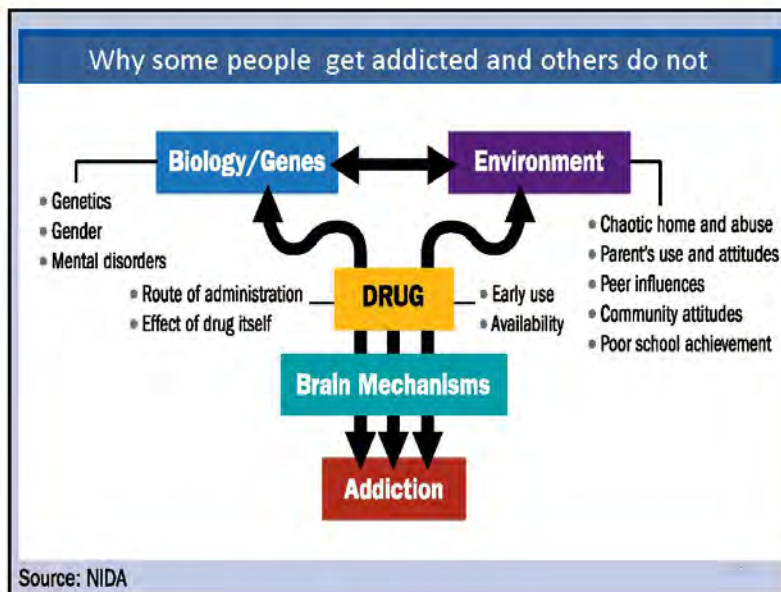 Why some people get addicted and others do not
Biology/Genes
Environment
• Genetics
• Gender
• Mental disorders
• Chaotic home and abuse
• Parent's use and attitudes
• Peer influences
• Community attitudes
• Poor school achievement
• Route of administration
• Effect of drug itself
DRUG
• Early use
• Availability
Brain Mechanisms
Addiction
Source: NIDA